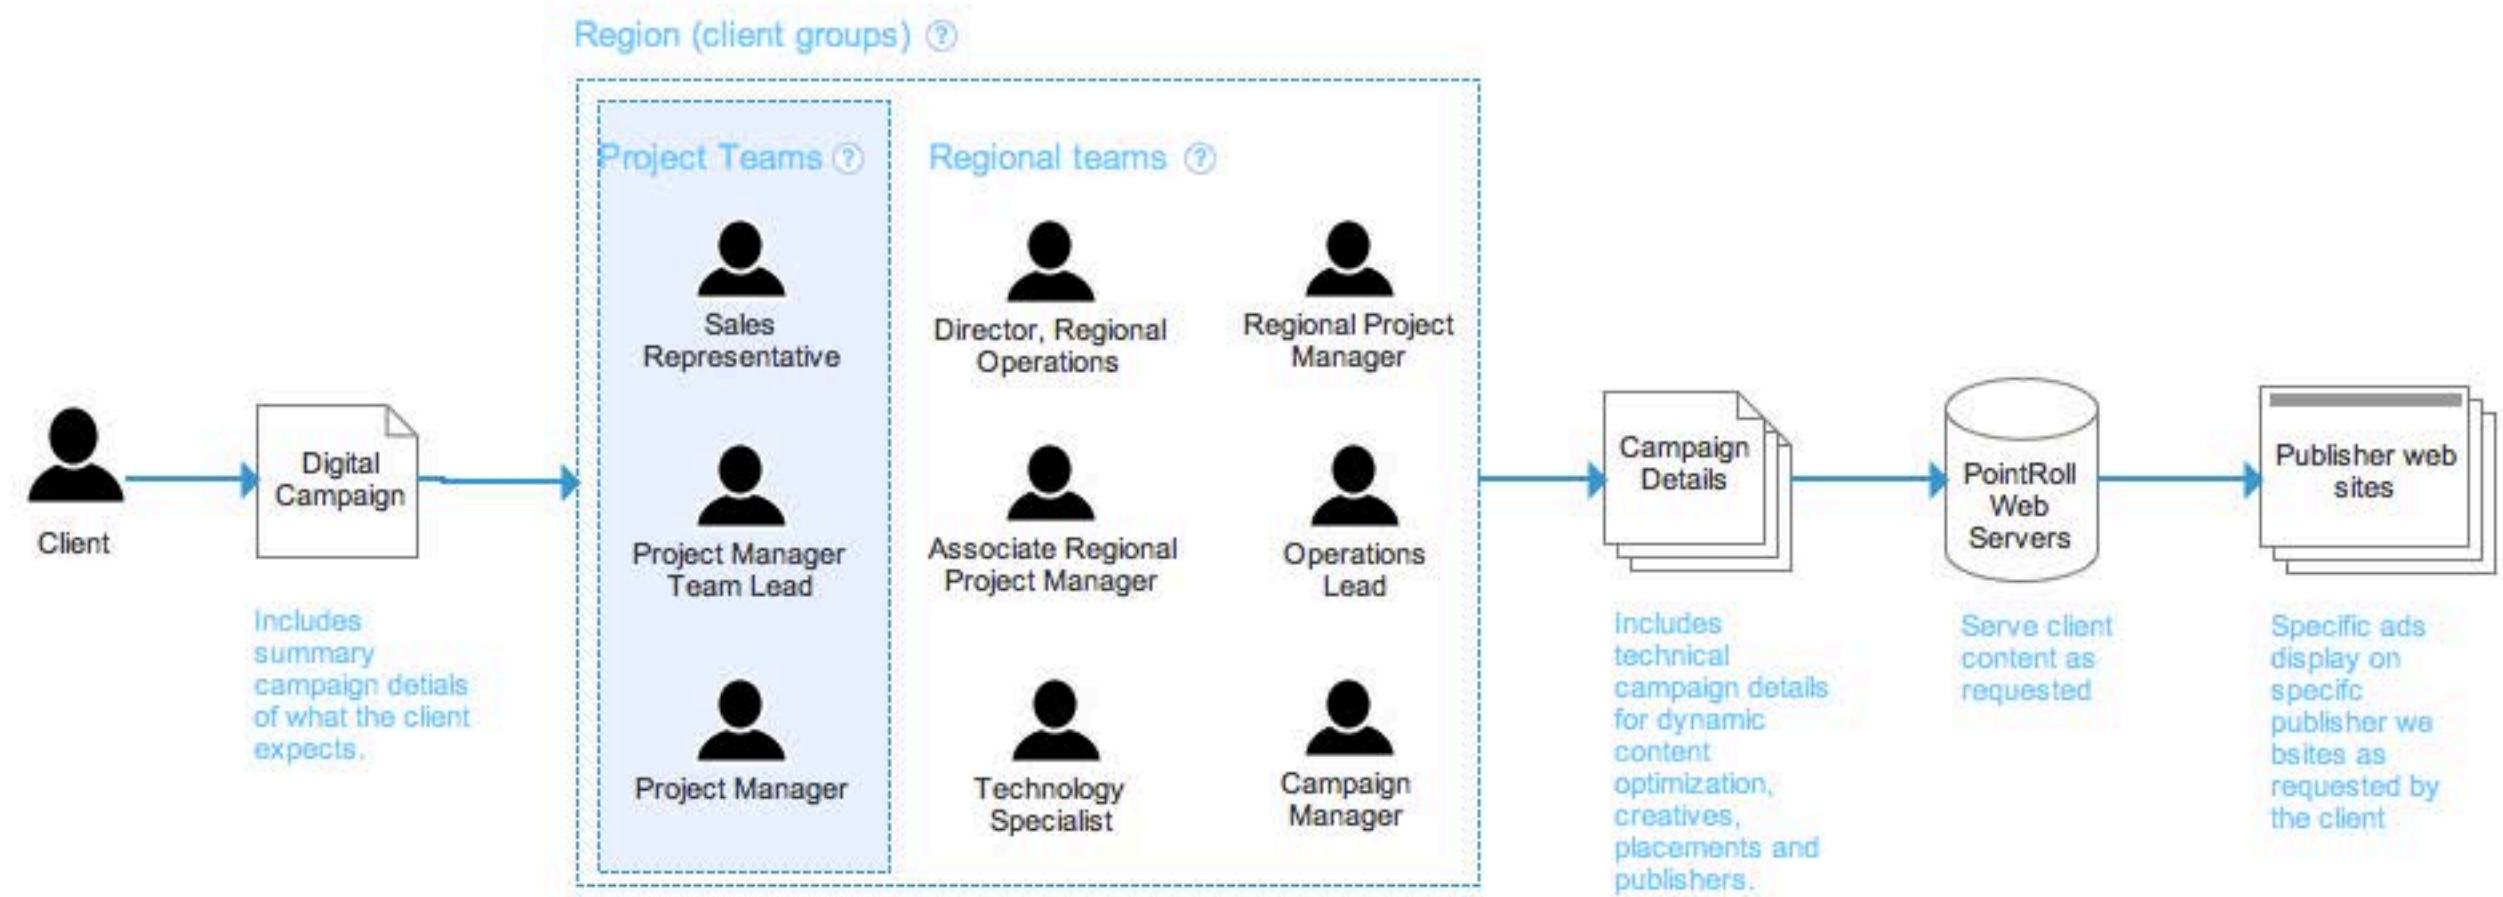 Region (client groups) ?
Project Teams ?
Regional teams ?
Sales
Representative
Director, Regional
Operations
Regional Project
Manager
Client
Digital
Campaign
Project Manager
Team Lead
Associate Regional
Project Manager
Operations
Lead
Campaign
Details
PointRoll
Web
Servers
Publisher web
sites
Project Manager
Technology
Specialist
Campaign
Manager
Includes
summary
campaign detials
of what the client
expects.
Includes
technical
campaign details
for dynamic
content
optimization,
creatives,
placements and
publishers.
Serve client
content as
requested
Specific ads
display on
specifc
publisher we
bsites as
requested by
the client